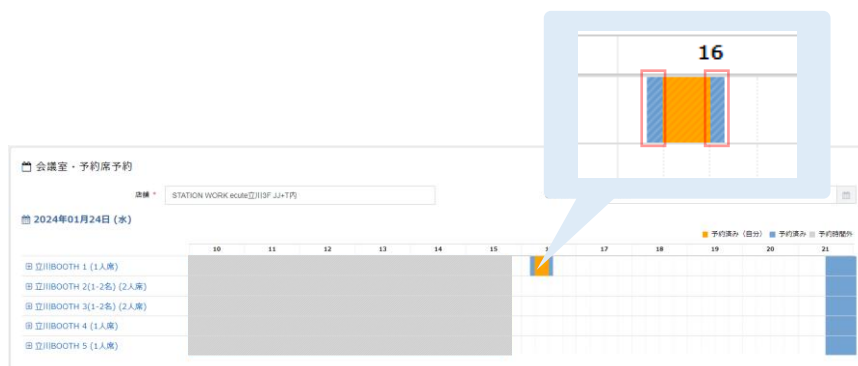 16
会議室・予約席予約
店舗 * STATION WORK ecute立川3F JJ+T内
2024年01月24日 (水)
予約済み（自分） 予約済み 予約時間外
10 11 12 13 14 15 17 18 19 20 21
立川BOOTH 1 (1人席)
立川BOOTH 2(1-2名) (2人席)
立川BOOTH 3(1-2名) (2人席)
立川BOOTH 4 (1人席)
立川BOOTH 5 (1人席)